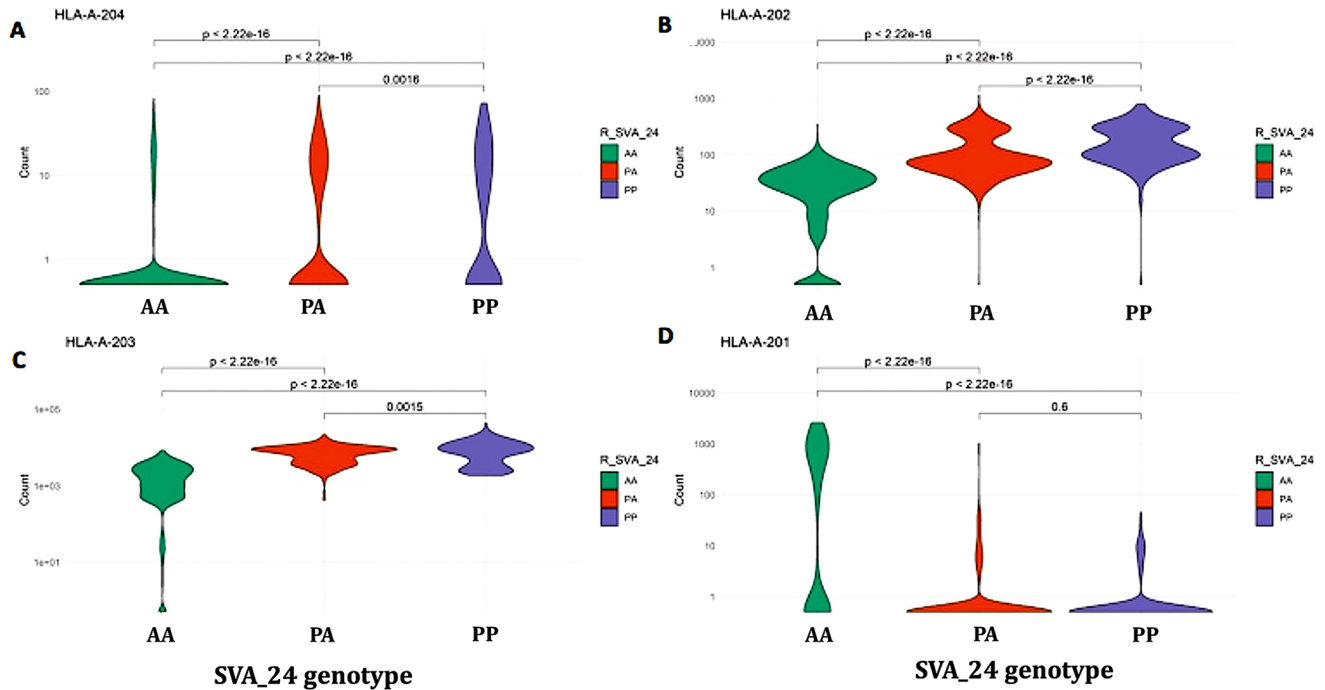 A
HLA-A-204
p < 2.22e-16
p < 2.22e-16
0.0016
100
10
1
Count
R_SVA_24
AA
PA
PP
AA PA PP
B
HLA-A-202
p < 2.22e-16
p < 2.22e-16
p < 2.22e-16
1000
100
10
1
Count
R_SVA_24
AA
PA
PP
AA PA PP
C
HLA-A-203
p < 2.22e-16
p < 2.22e-16
0.0015
1e+05
1e+03
1e+01
Count
R_SVA_24
AA
PA
PP
AA PA PP
SVA_24 genotype
D
HLA-A-201
p < 2.22e-16
p < 2.22e-16
0.6
10000
1000
100
10
1
Count
R_SVA_24
AA
PA
PP
AA PA PP
SVA_24 genotype